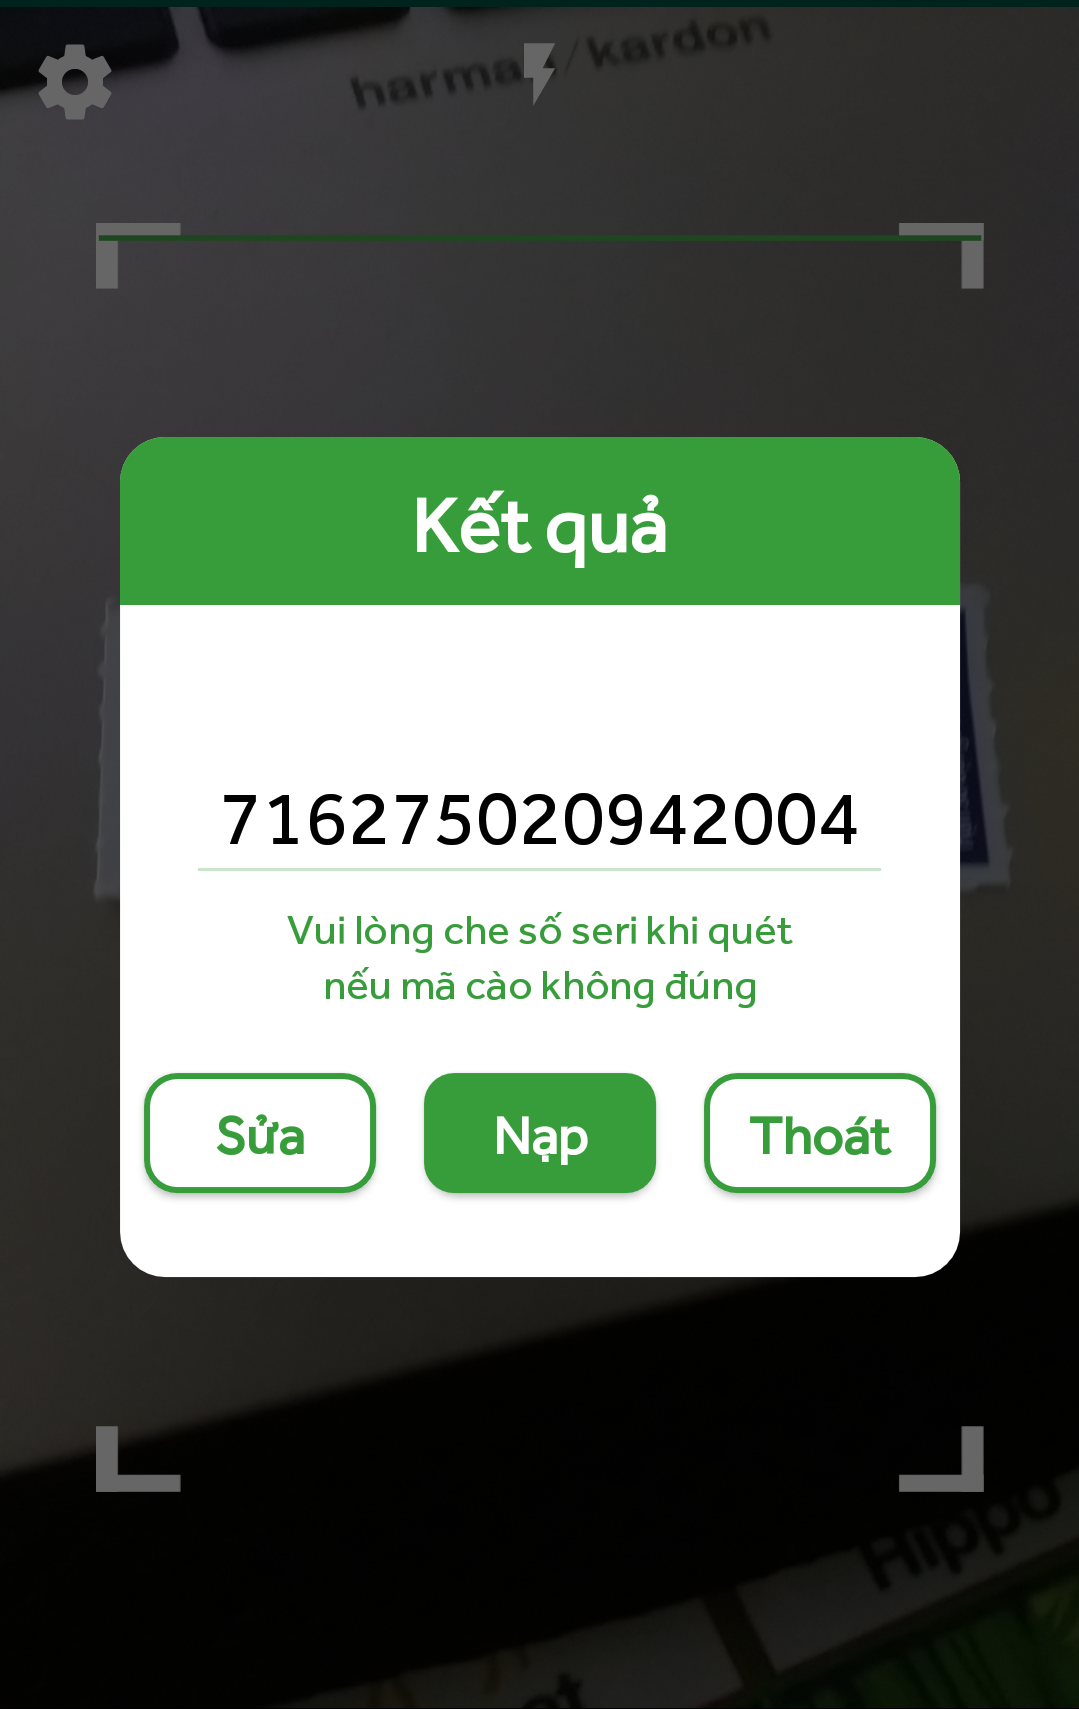 harman/kardon
Kết quả
716275020942004
Vui lòng che số seri khi quét
nếu mã cào không đúng
Sửa
Nạp
Thoát
Flippo